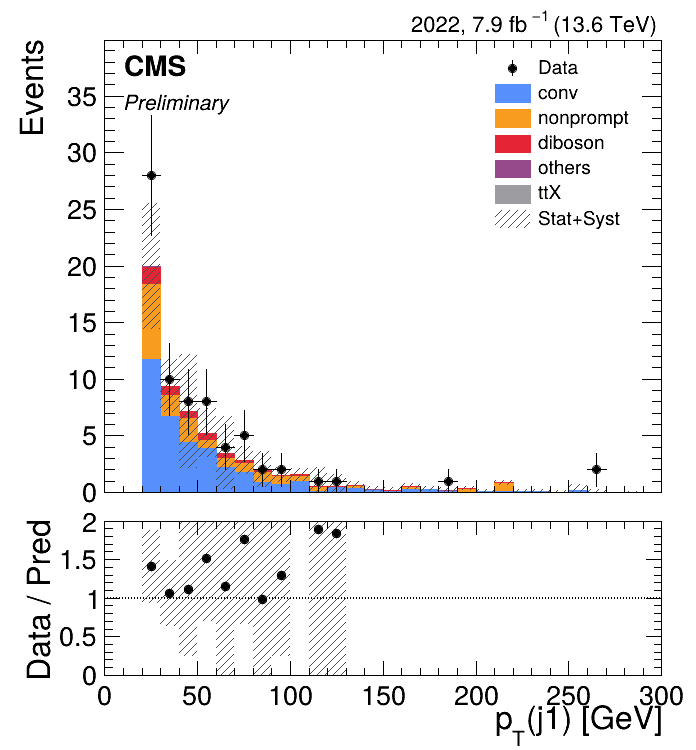 2022, 7.9 fb⁻¹ (13.6 TeV)
CMS
Preliminary
Events
Data
conv
nonprompt
diboson
others
ttX
Stat+Syst
35
30
25
20
15
10
5
0
Data / Pred
2
1.5
1
0.5
0
0 50 100 150 200 250 300
p_T(j1) [GeV]